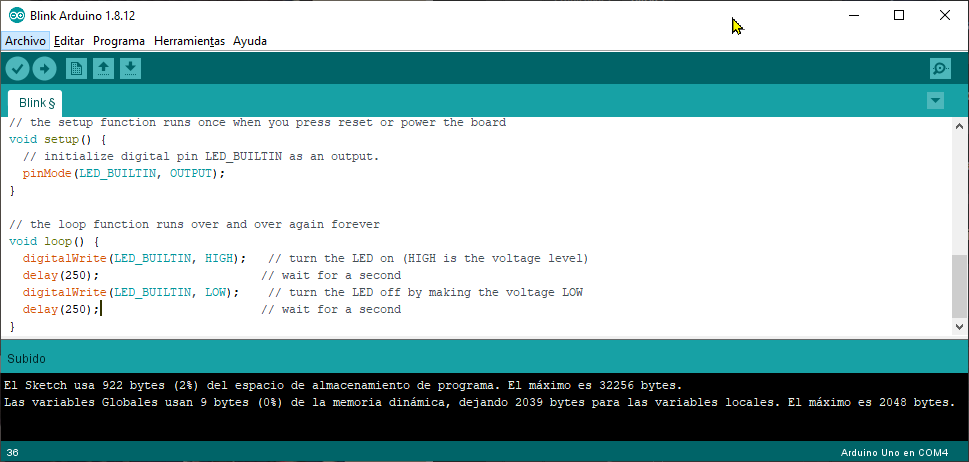 Blink Arduino 1.8.12
Archivo Editar Programa Herramientas Ayuda
Blink §
// the setup function runs once when you press reset or power the board
void setup() {
  // initialize digital pin LED_BUILTIN as an output.
  pinMode(LED_BUILTIN, OUTPUT);
}

// the loop function runs over and over again forever
void loop() {
  digitalWrite(LED_BUILTIN, HIGH);   // turn the LED on (HIGH is the voltage level)
  delay(250);                       // wait for a second
  digitalWrite(LED_BUILTIN, LOW);    // turn the LED off by making the voltage LOW
  delay(250);                       // wait for a second
}
Subido
El Sketch usa 922 bytes (2%) del espacio de almacenamiento de programa. El máximo es 32256 bytes.
Las variables Globales usan 9 bytes (0%) de la memoria dinámica, dejando 2039 bytes para las variables locales. El máximo es 2048 bytes.
36 Arduino Uno en COM4